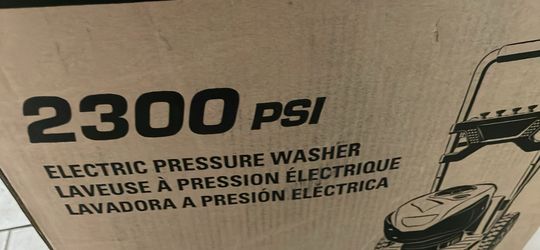 2300 PSI
ELECTRIC PRESSURE WASHER
LAVEUSE À PRESSION ÉLECTRIQUE
LAVADORA A PRESIÓN ELÉCTRICA